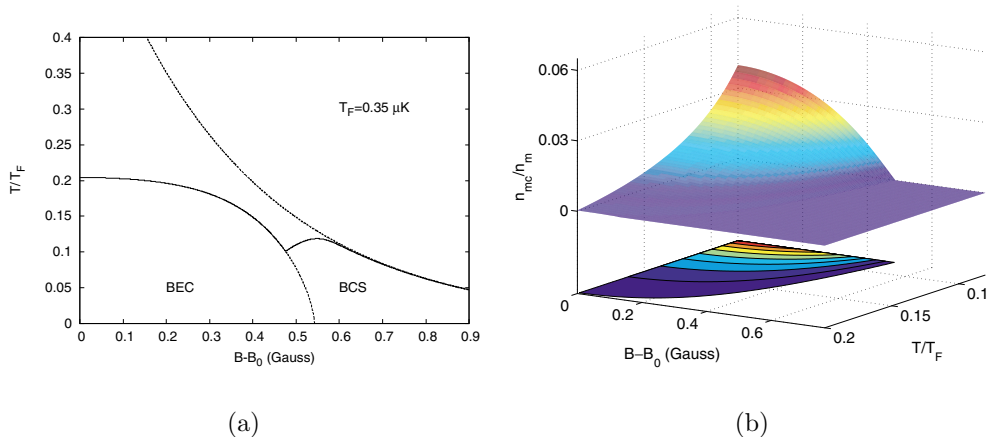 0.4
0.35
0.3
0.25
0.2
0.15
0.1
0.05
0
T/T_F
T_F=0.35 μK
BEC
BCS
0 0.1 0.2 0.3 0.4 0.5 0.6 0.7 0.8 0.9
B-B_0 (Gauss)
(a)
0.06
0.03
0
n_mc/n_m
0
0.2
0.4
0.6
B−B_0 (Gauss)
0.2
0.15
0.1
T/T_F
(b)